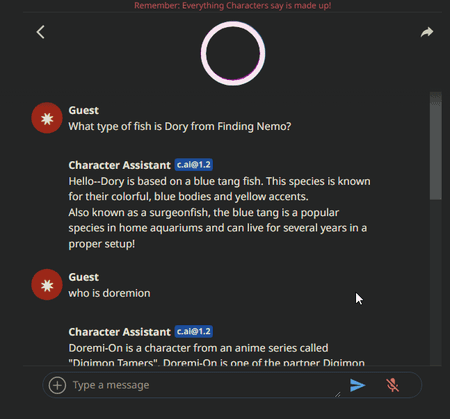 Remember: Everything Characters say is made up!
Guest
What type of fish is Dory from Finding Nemo?
Character Assistant c.ai@1.2
Hello--Dory is based on a blue tang fish. This species is known
for their colorful, blue bodies and yellow accents.
Also known as a surgeonfish, the blue tang is a popular
species in home aquariums and can live for several years in a
proper setup!
Guest
who is doremion
Character Assistant c.ai@1.2
Doremi-On is a character from an anime series called
"Digimon Tamers". Doremi-On is one of the partner Digimon
Type a message